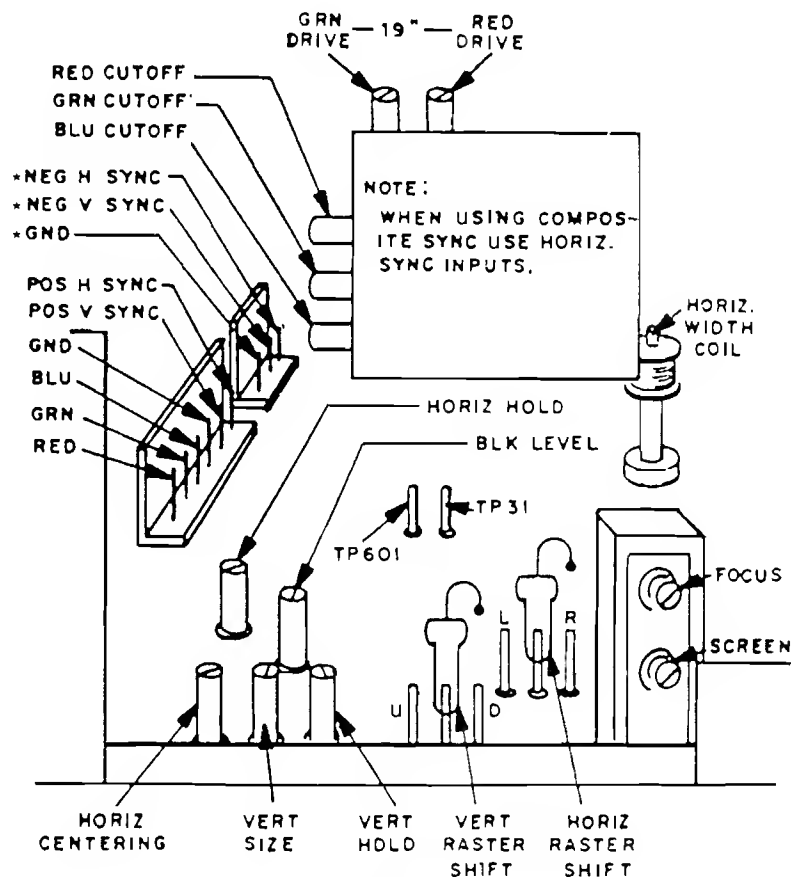 GRN DRIVE
19"
RED DRIVE
RED CUTOFF
GRN CUTOFF
BLU CUTOFF
*NEG H SYNC
*NEG V SYNC
*GND
NOTE:
WHEN USING COMPOS-
ITE SYNC USE HORIZ.
SYNC INPUTS.
POS H SYNC
POS V SYNC
GND
BLU
GRN
RED
HORIZ.
WIDTH
COIL
HORIZ HOLD
BLK LEVEL
TP31
TP601
FOCUS
SCREEN
L
R
U
D
HORIZ
CENTERING
VERT
SIZE
VERT
HOLD
VERT
RASTER
SHIFT
HORIZ
RASTER
SHIFT